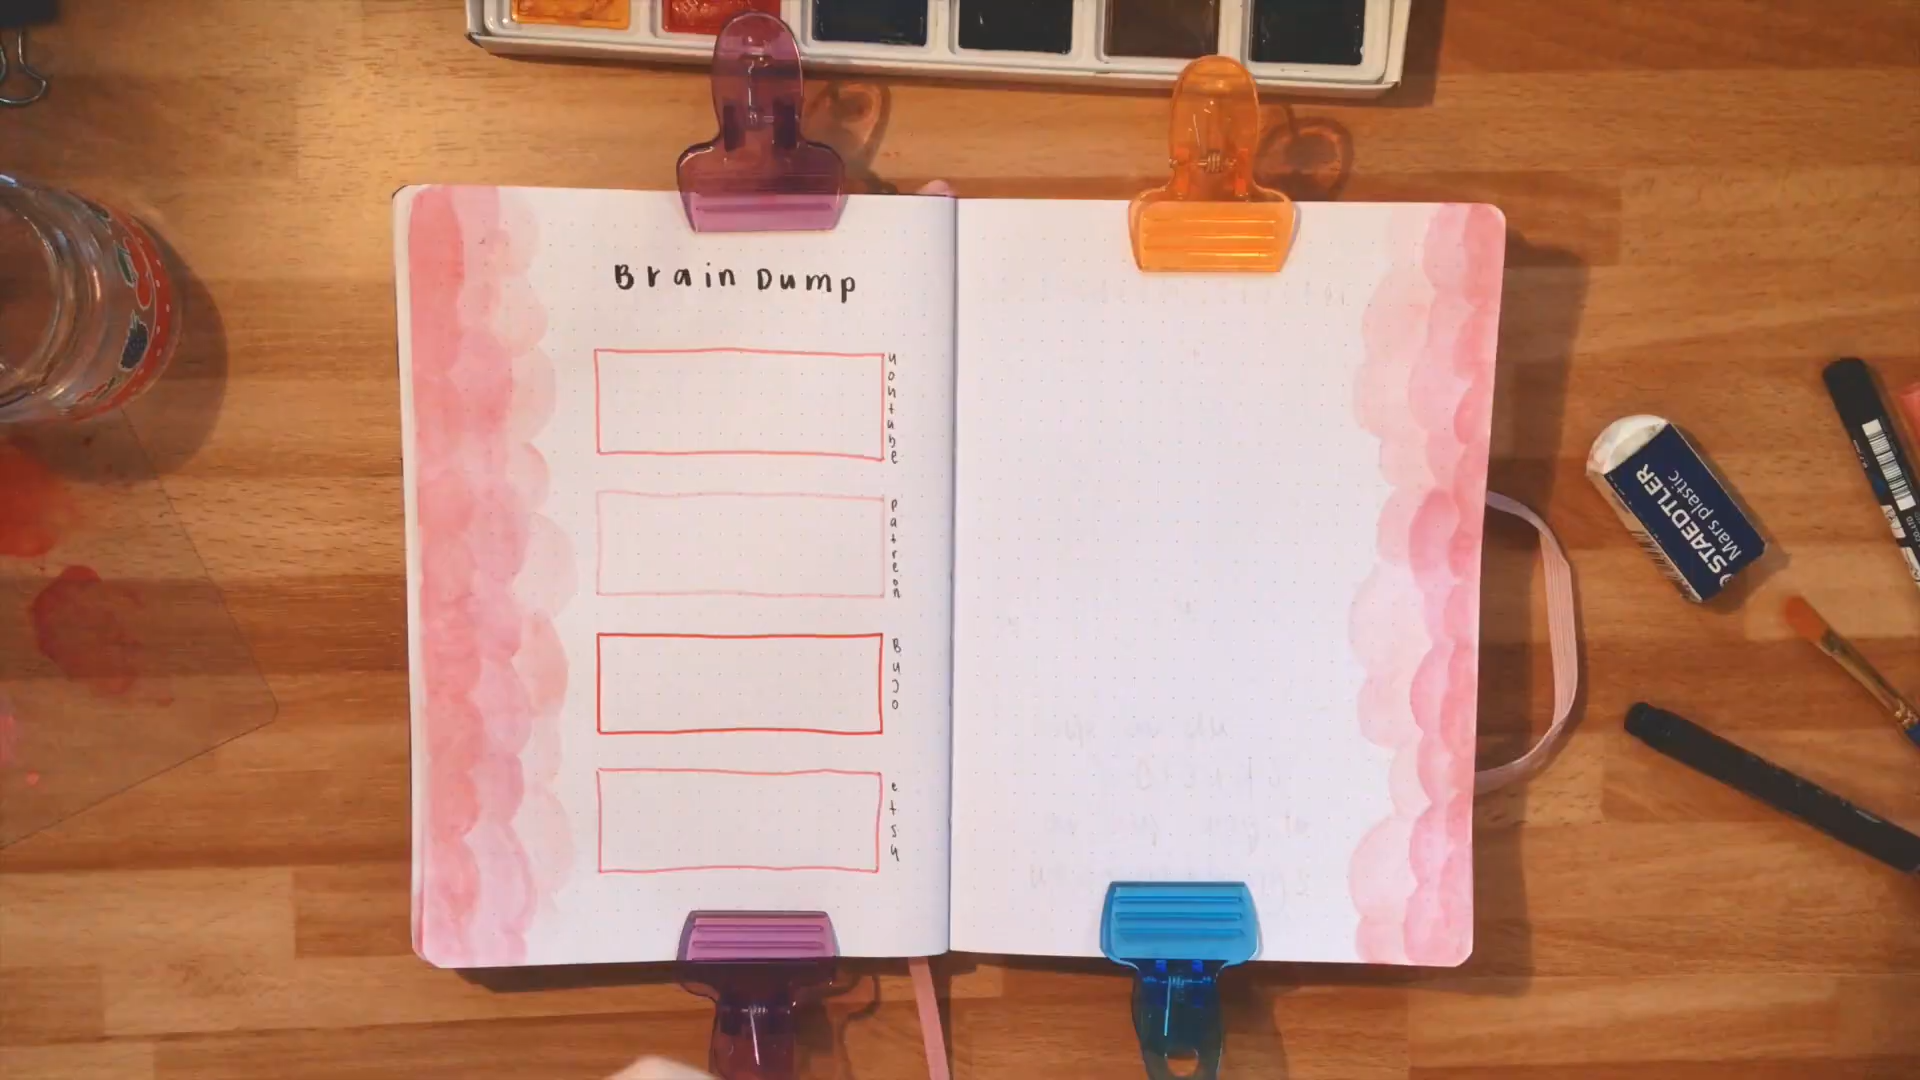 Brain Dump
youtube
patreon
BuJo
etsy
STAEDTLER
Mars plastic